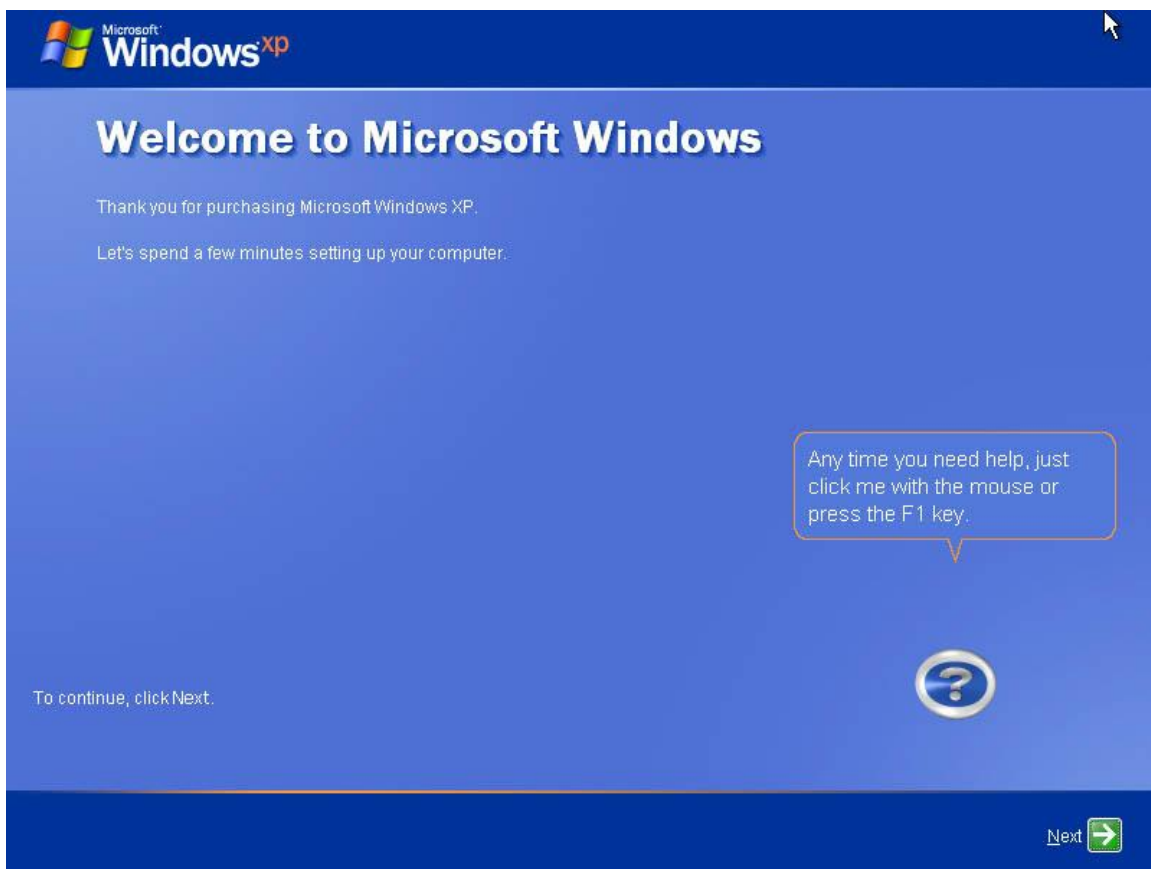 Microsoft
Windows xp
Welcome to Microsoft Windows
Thank you for purchasing Microsoft Windows XP.
Let's spend a few minutes setting up your computer.
Any time you need help, just
click me with the mouse or
press the F1 key.
?
To continue, click Next.
Next